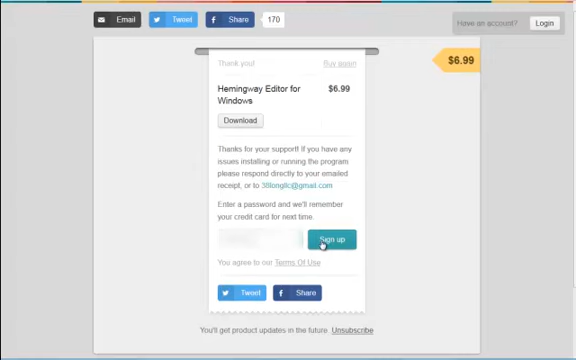 Email Tweet Share 170
Have an account? Login
Thank you! Buy again!
$6.99
Hemingway Editor for $6.99
Windows
Download
Thanks for your support! If you have any
issues installing or running the program
please respond directly to your emailed
receipt, or to 38longllc@gmail.com
Enter a password and we'll remember
your credit card for next time.
Sign up
You agree to our Terms Of Use
Tweet Share
You'll get product updates in the future. Unsubscribe